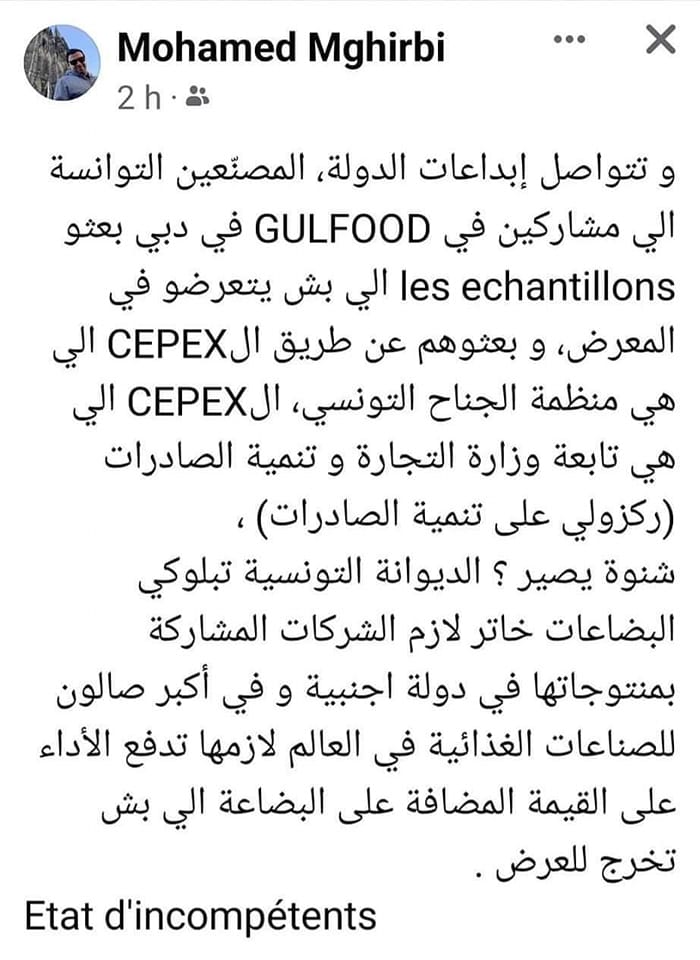 Mohamed Mghirbi
2 h ·
و تتواصل إبداعات الدولة، المصنّعين التوانسة
الي مشاركين في GULFOOD في دبي بعثو
les echantillons الي بش يتعرضو في
المعرض، و بعثوهم عن طريق الCEPEX الي
هي منظمة الجناح التونسي، الCEPEX الي
هي تابعة وزارة التجارة و تنمية الصادرات
(ركزولي على تنمية الصادرات) ،
شنوة يصير ؟ الديوانة التونسية تبلوكي
البضاعات خاتر لازم الشركات المشاركة
بمنتوجاتها في دولة اجنبية و في أكبر صالون
للصناعات الغذائية في العالم لازمها تدفع الأداء
على القيمة المضافة على البضاعة الي بش
تخرج للعرض .
Etat d'incompétents